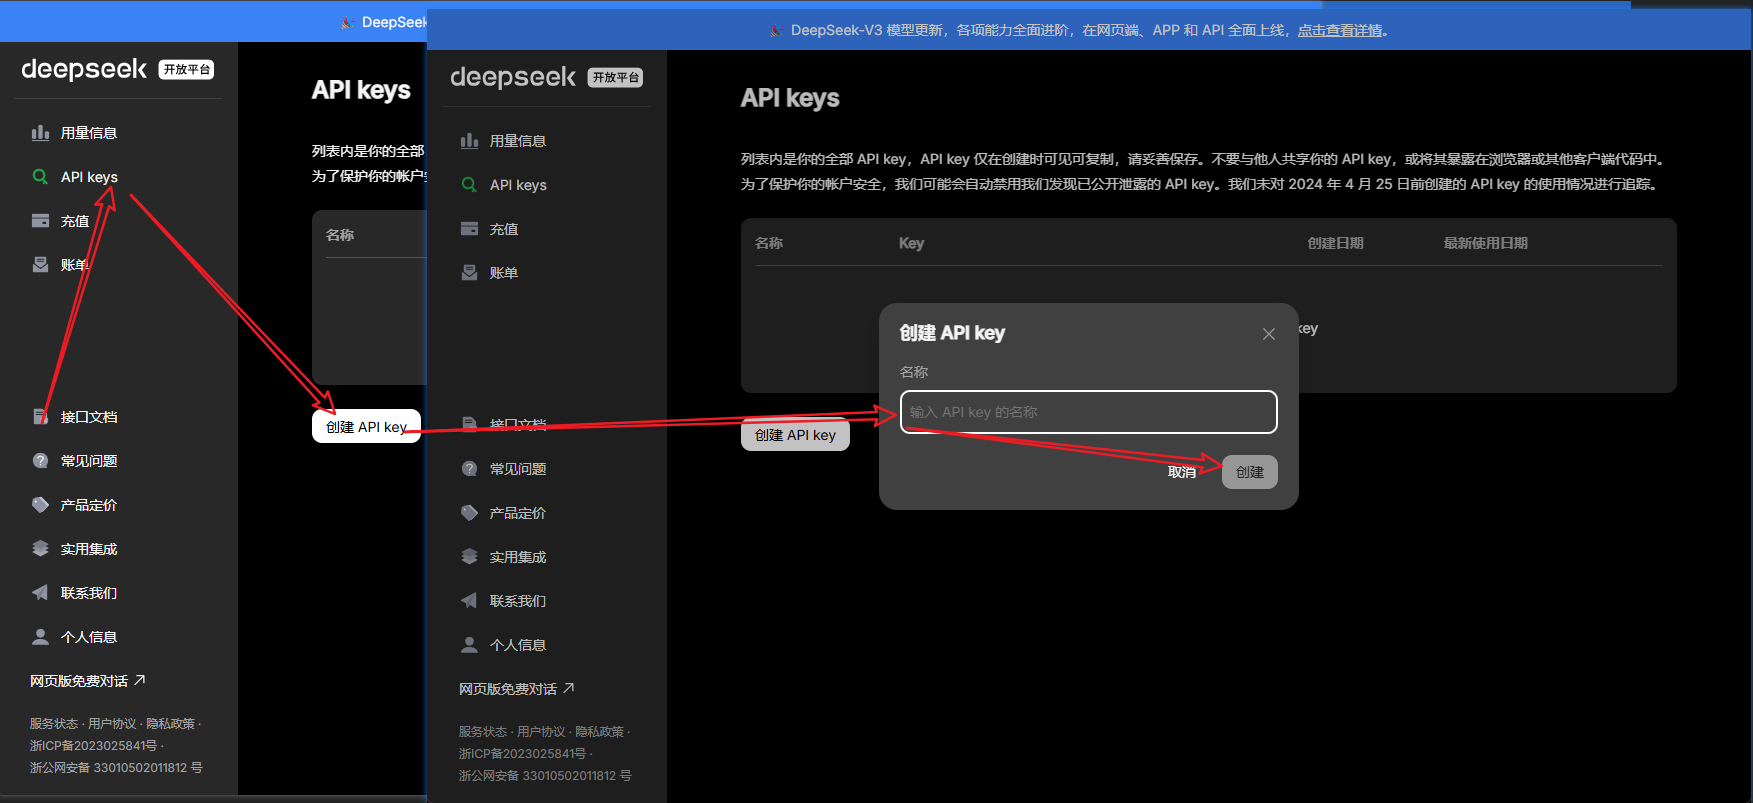 DeepSeek
deepseek 开放平台
用量信息
API keys
充值
账单
接口文档
常见问题
产品定价
实用集成
联系我们
个人信息
网页版免费对话
服务状态 · 用户协议 · 隐私政策 ·
浙ICP备2023025841号 ·
浙公网安备 33010502011812 号
API keys
列表内是你的全部
为了保护你的帐户
名称
创建 API key
DeepSeek-V3 模型更新，各项能力全面进阶，在网页端、APP 和 API 全面上线，点击查看详情。
deepseek 开放平台
用量信息
API keys
充值
账单
接口文档
常见问题
产品定价
实用集成
联系我们
个人信息
网页版免费对话
服务状态 · 用户协议 · 隐私政策 ·
浙ICP备2023025841号 ·
浙公网安备 33010502011812 号
API keys
列表内是你的全部 API key，API key 仅在创建时可见可复制，请妥善保存。不要与他人共享你的 API key，或将其暴露在浏览器或其他客户端代码中。
为了保护你的帐户安全，我们可能会自动禁用我们发现已公开泄露的 API key。我们未对 2024 年 4 月 25 日前创建的 API key 的使用情况进行追踪。
名称 Key 创建日期 最新使用日期
key
创建 API key
创建 API key
名称
输入 API key 的名称
取消 创建